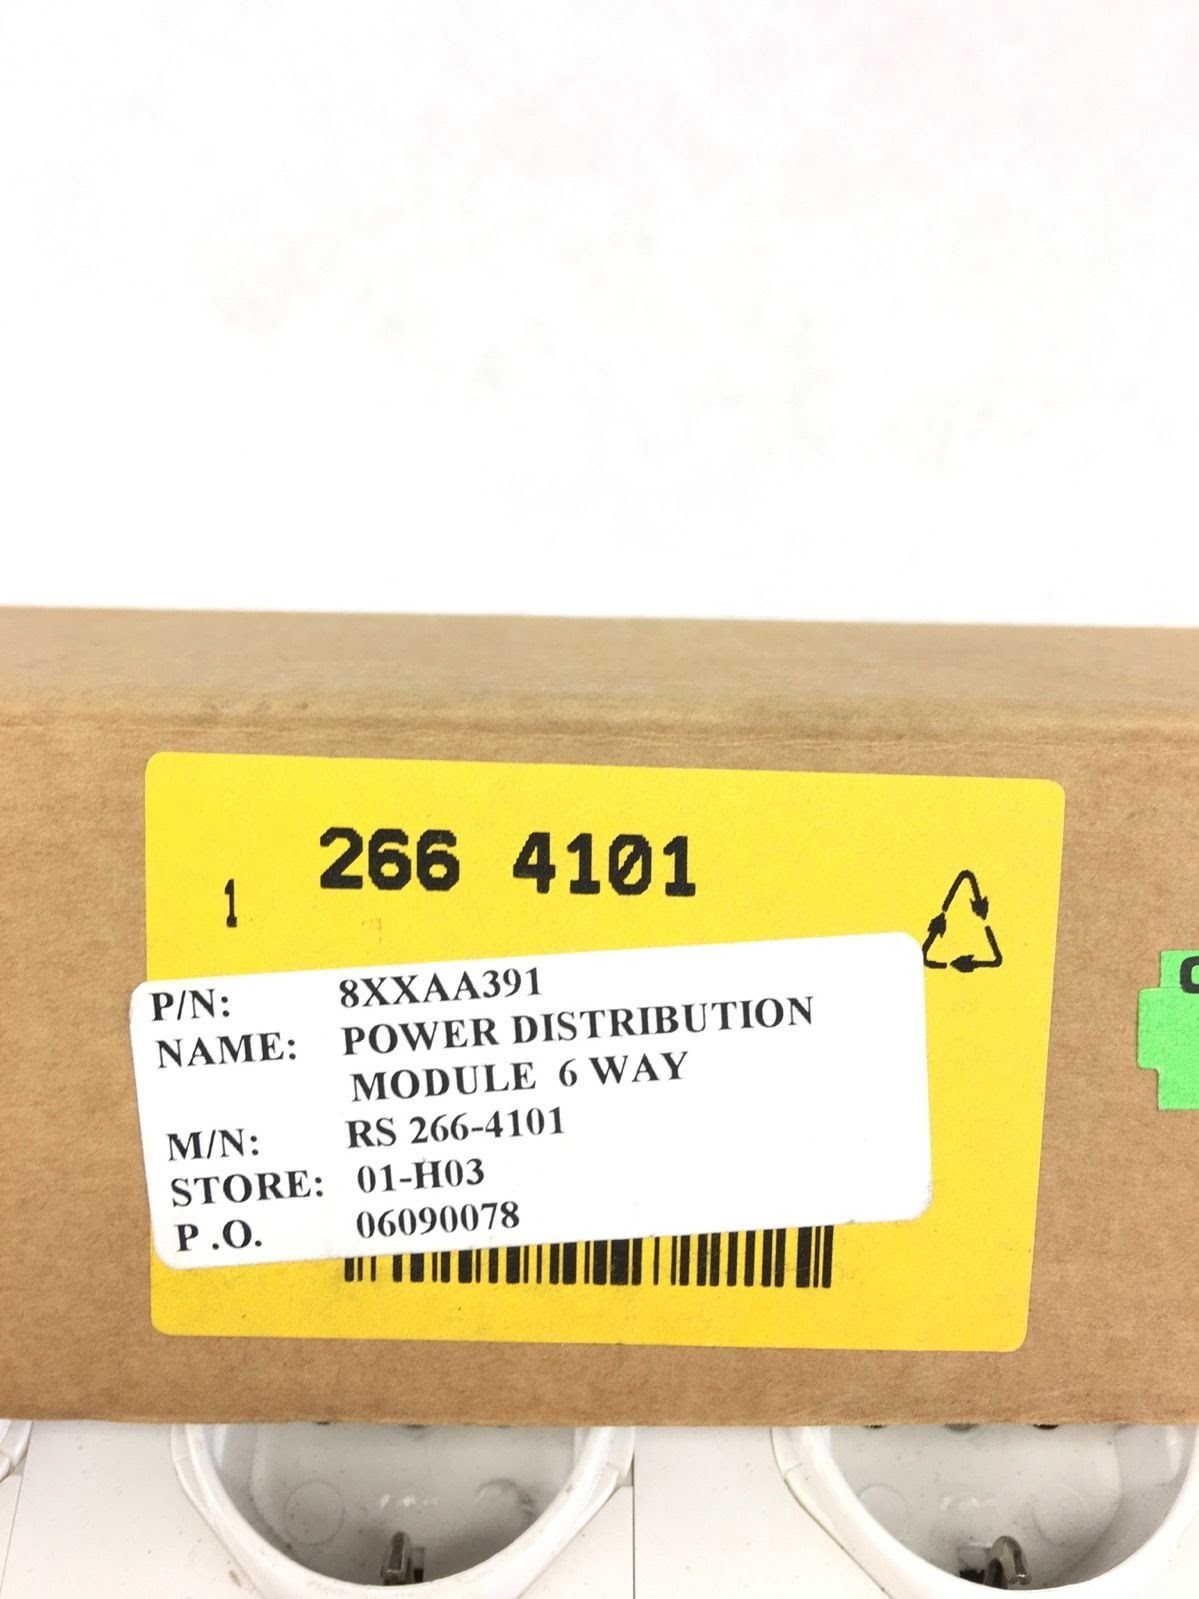 266 4101
1
P/N: 8XXAA391
NAME: POWER DISTRIBUTION
MODULE 6 WAY
M/N: RS 266-4101
STORE: 01-H03
P .O. 06090078